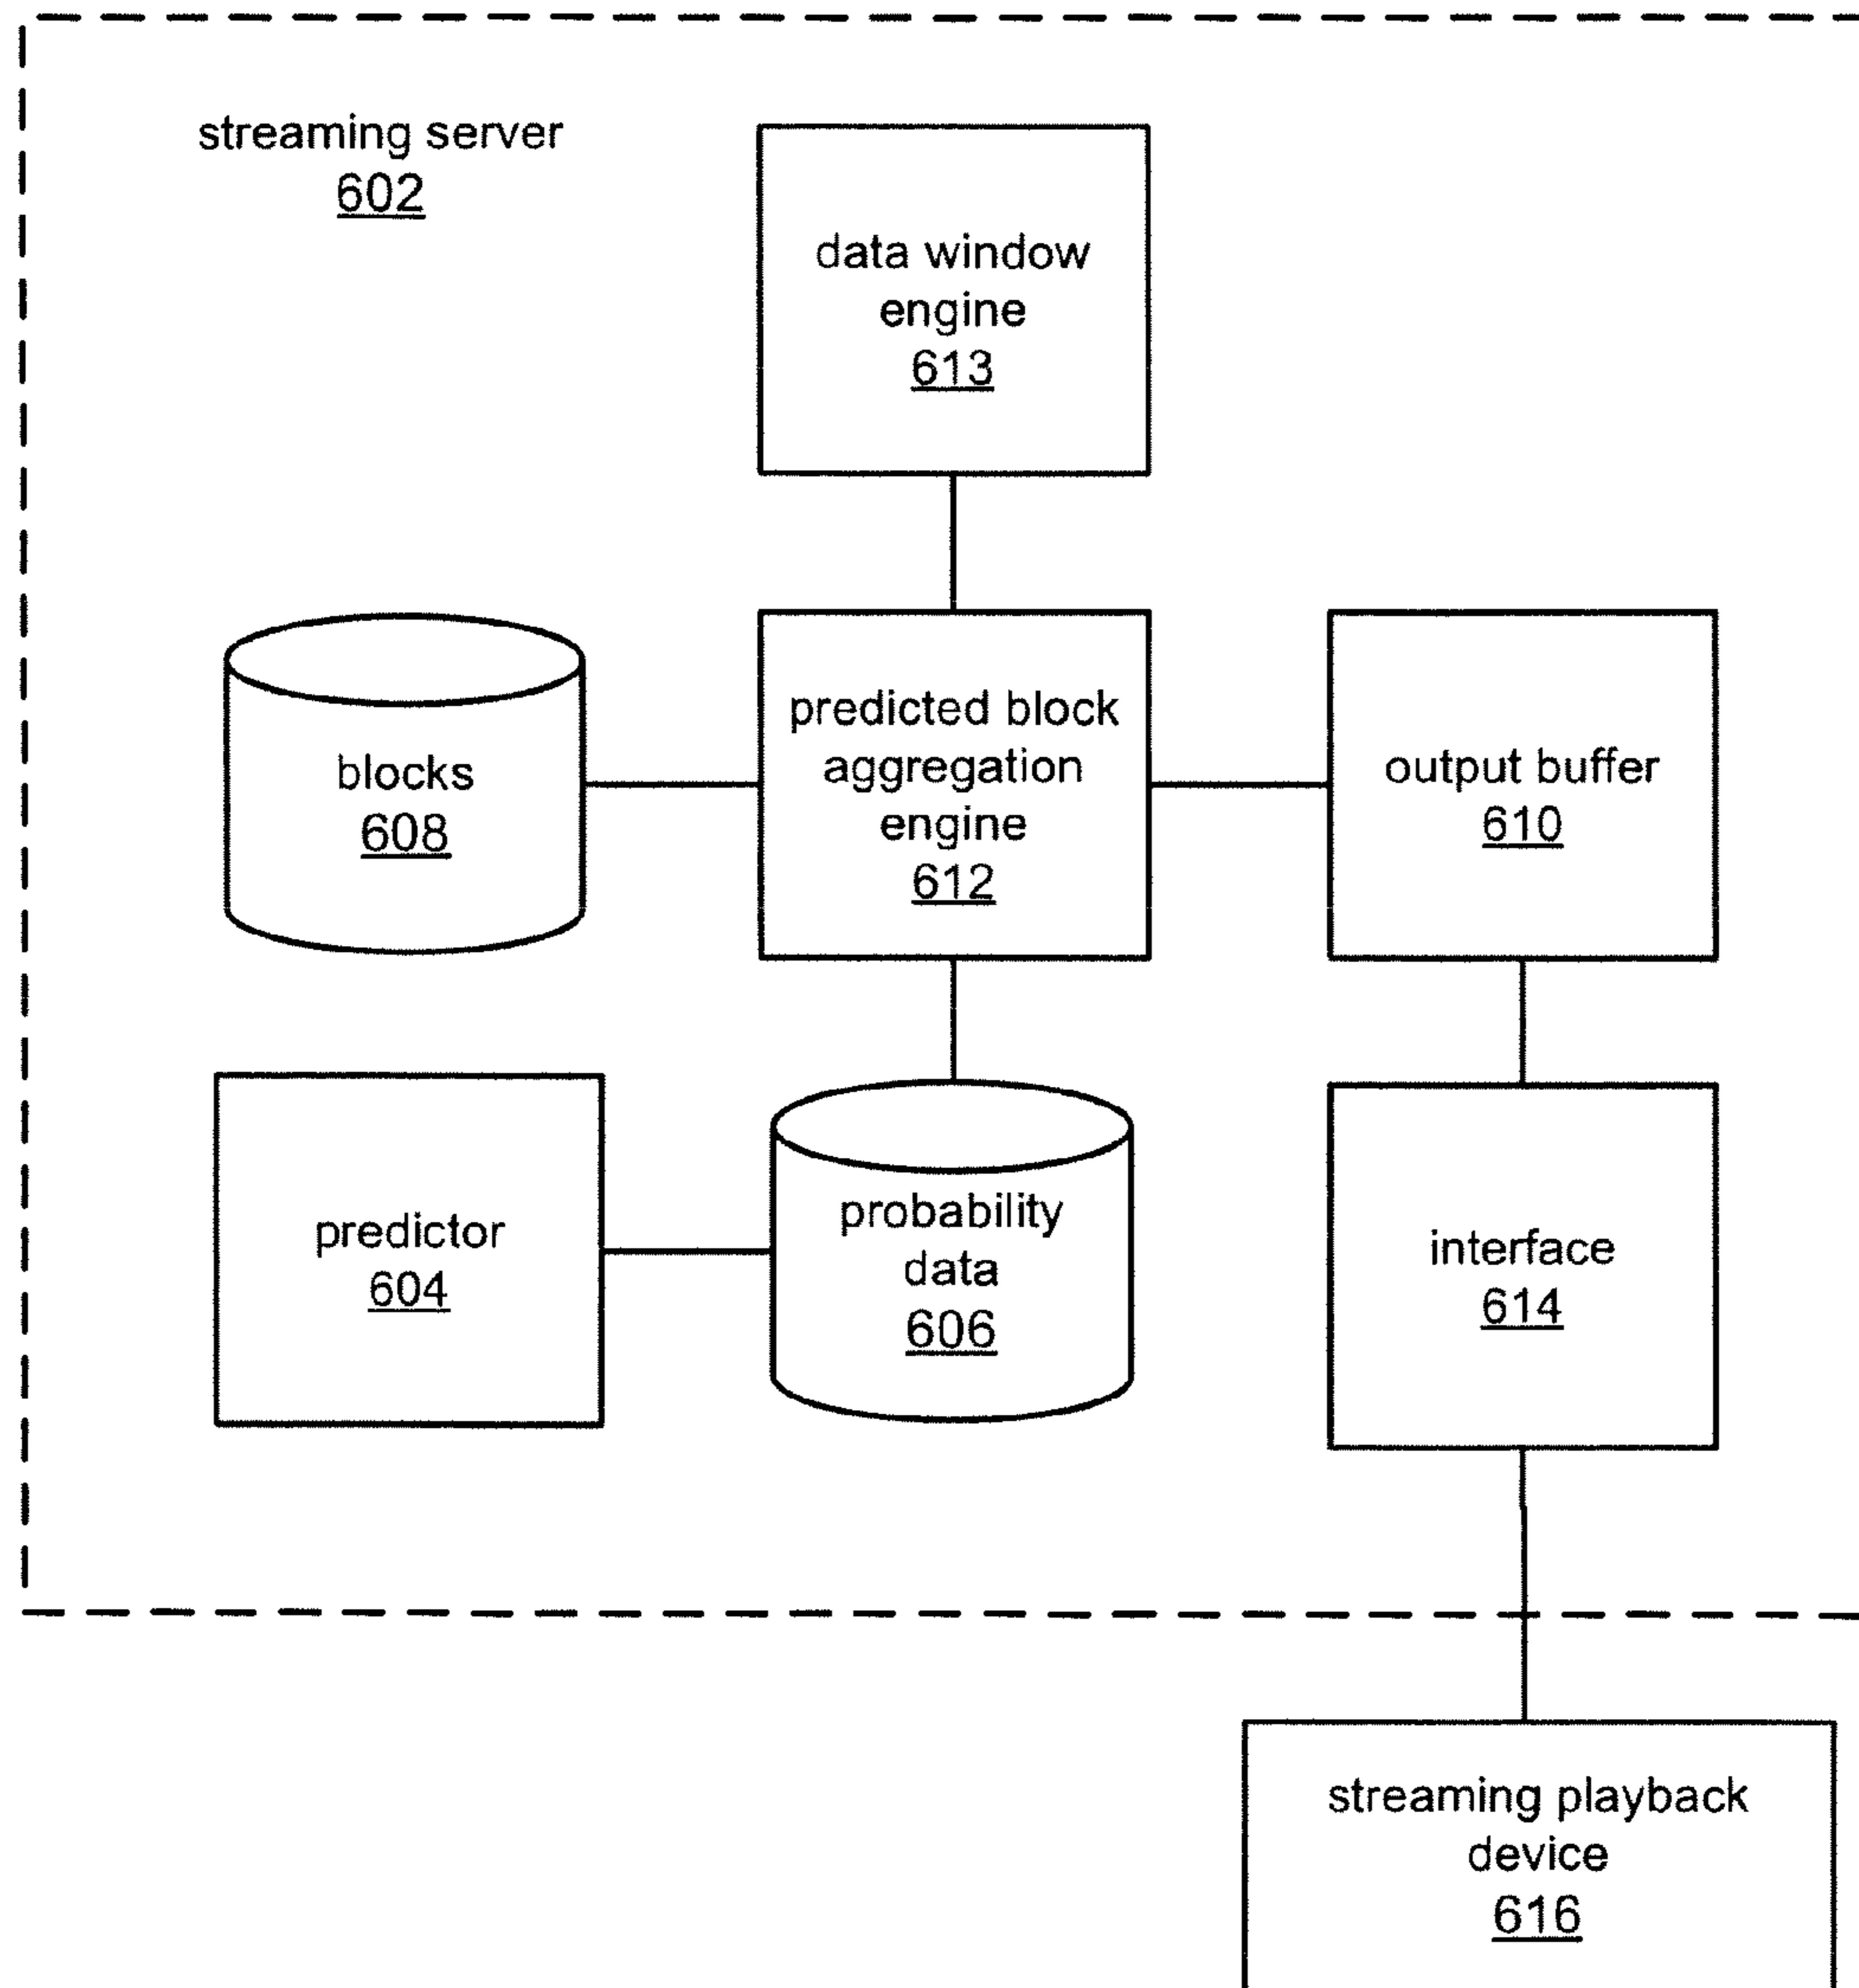 streaming server
602
data window
engine
613
blocks
608
predicted block
aggregation
engine
612
output buffer
610
predictor
604
probability
data
606
interface
614
streaming playback
device
616